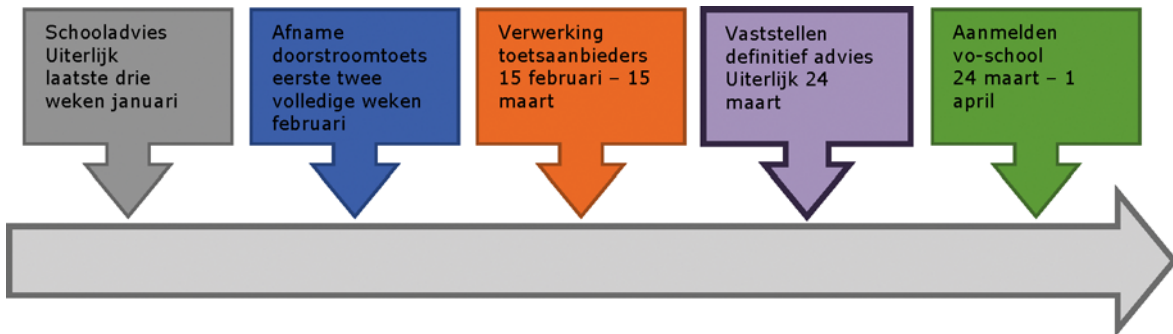 Schooladvies
Uiterlijk
laatste drie
weken januari
Afname
doorstroomtoets
eerste twee
volledige weken
februari
Verwerking
toetsaanbieders
15 februari – 15
maart
Vaststellen
definitief advies
Uiterlijk 24
maart
Aanmelden
vo-school
24 maart – 1
april